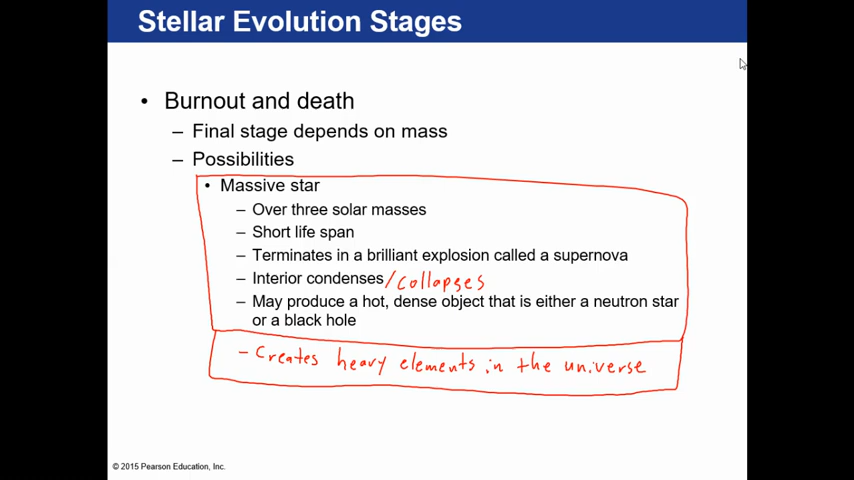 Stellar Evolution Stages
• Burnout and death
– Final stage depends on mass
– Possibilities
• Massive star
– Over three solar masses
– Short life span
– Terminates in a brilliant explosion called a supernova
– Interior condenses/collapses
– May produce a hot, dense object that is either a neutron star
or a black hole
– Creates heavy elements in the universe
© 2015 Pearson Education, Inc.